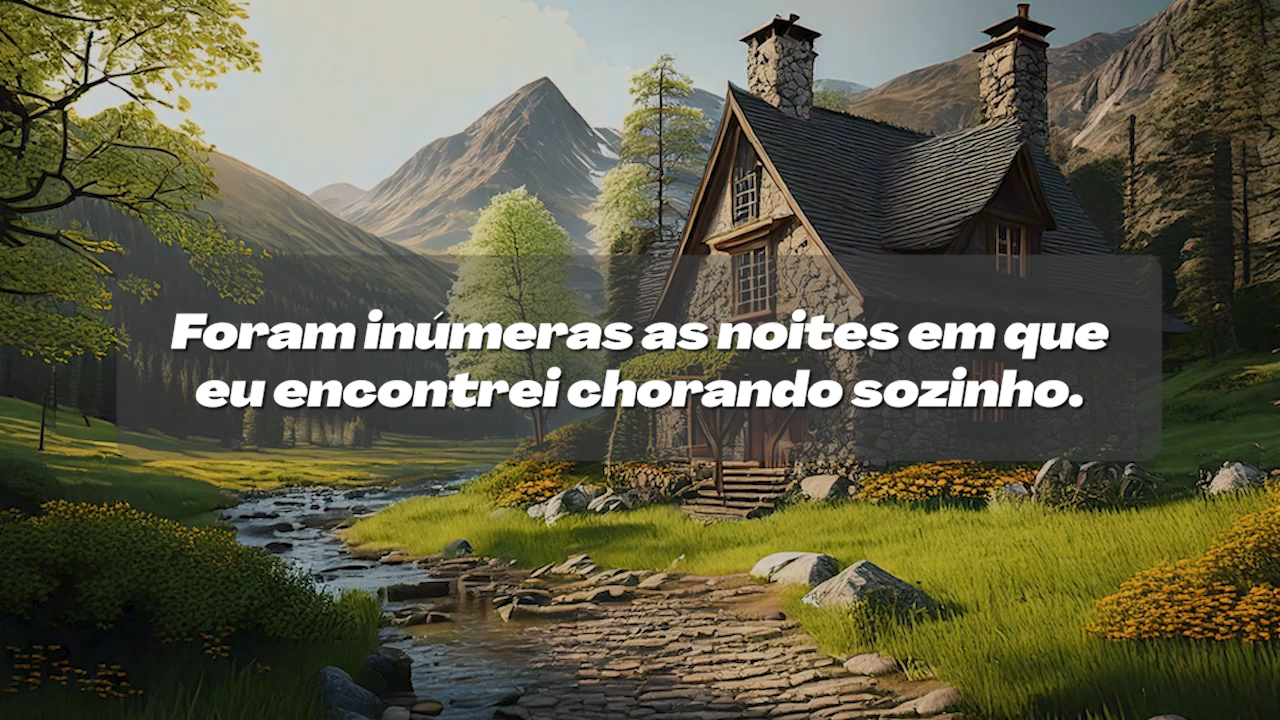 Foram inúmeras as noites em que
eu encontrei chorando sozinho.